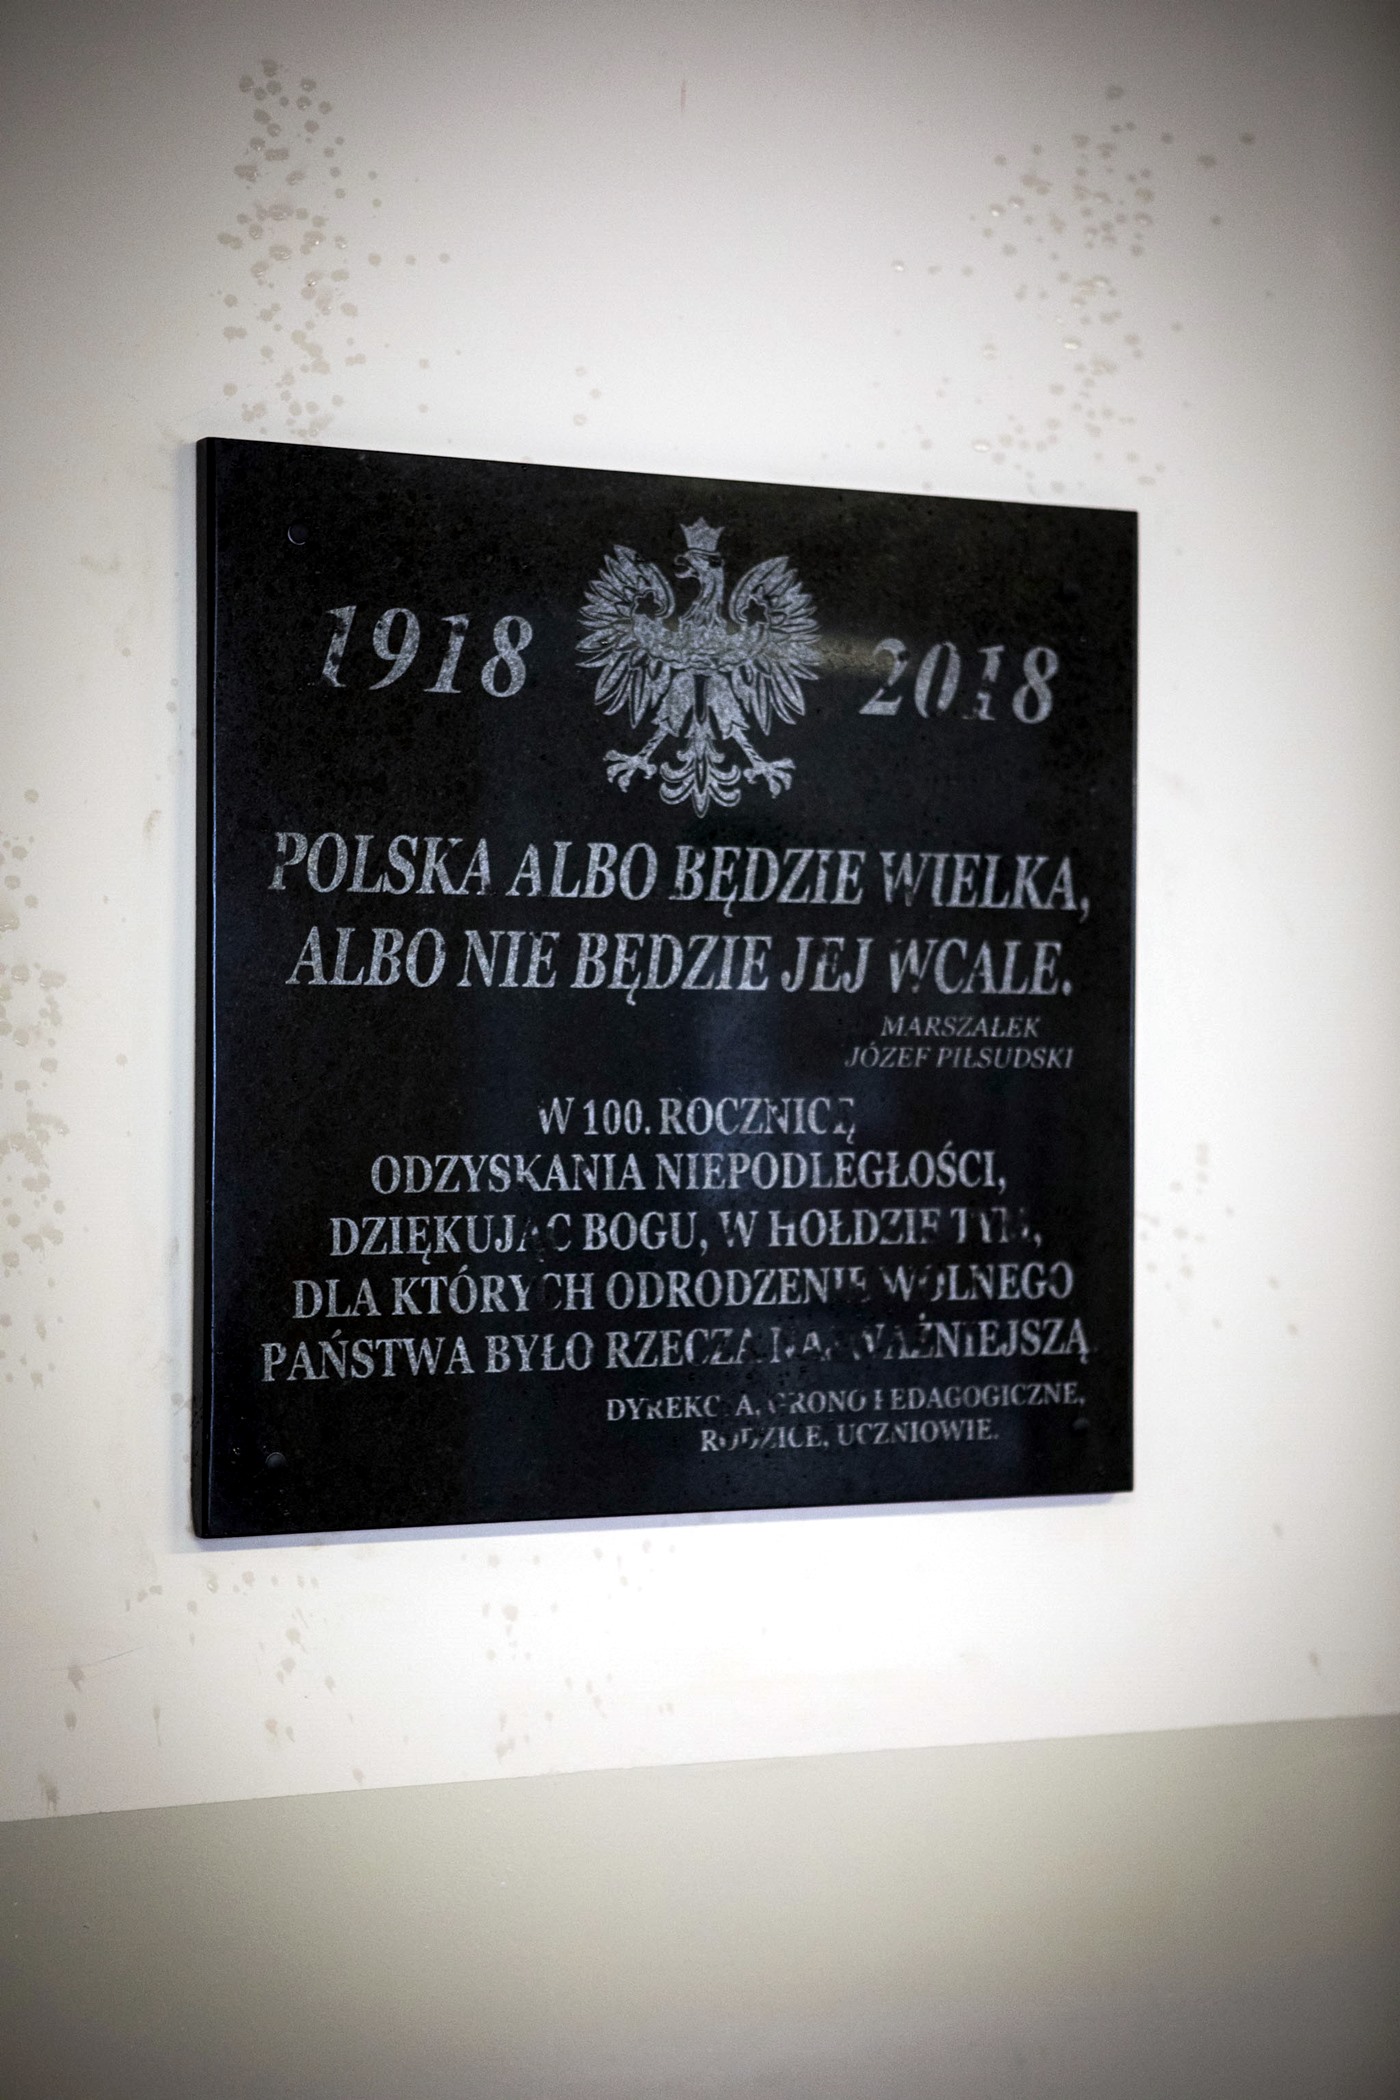 1918 2018
POLSKA ALBO BĘDZIE WIELKA,
ALBO NIE BĘDZIE JEJ WCALE.
MARSZAŁEK
JÓZEF PIŁSUDSKI
W 100. ROCZNICĘ
ODZYSKANIA NIEPODLEGŁOŚCI,
DZIĘKUJĄC BOGU, W HOŁDZIE TYM,
DLA KTÓRYCH ODRODZENIE WOLNEGO
PAŃSTWA BYŁO RZECZĄ NAJWAŻNIEJSZĄ
DYREKCJA, GRONO PEDAGOGICZNE,
RODZICE, UCZNIOWIE.